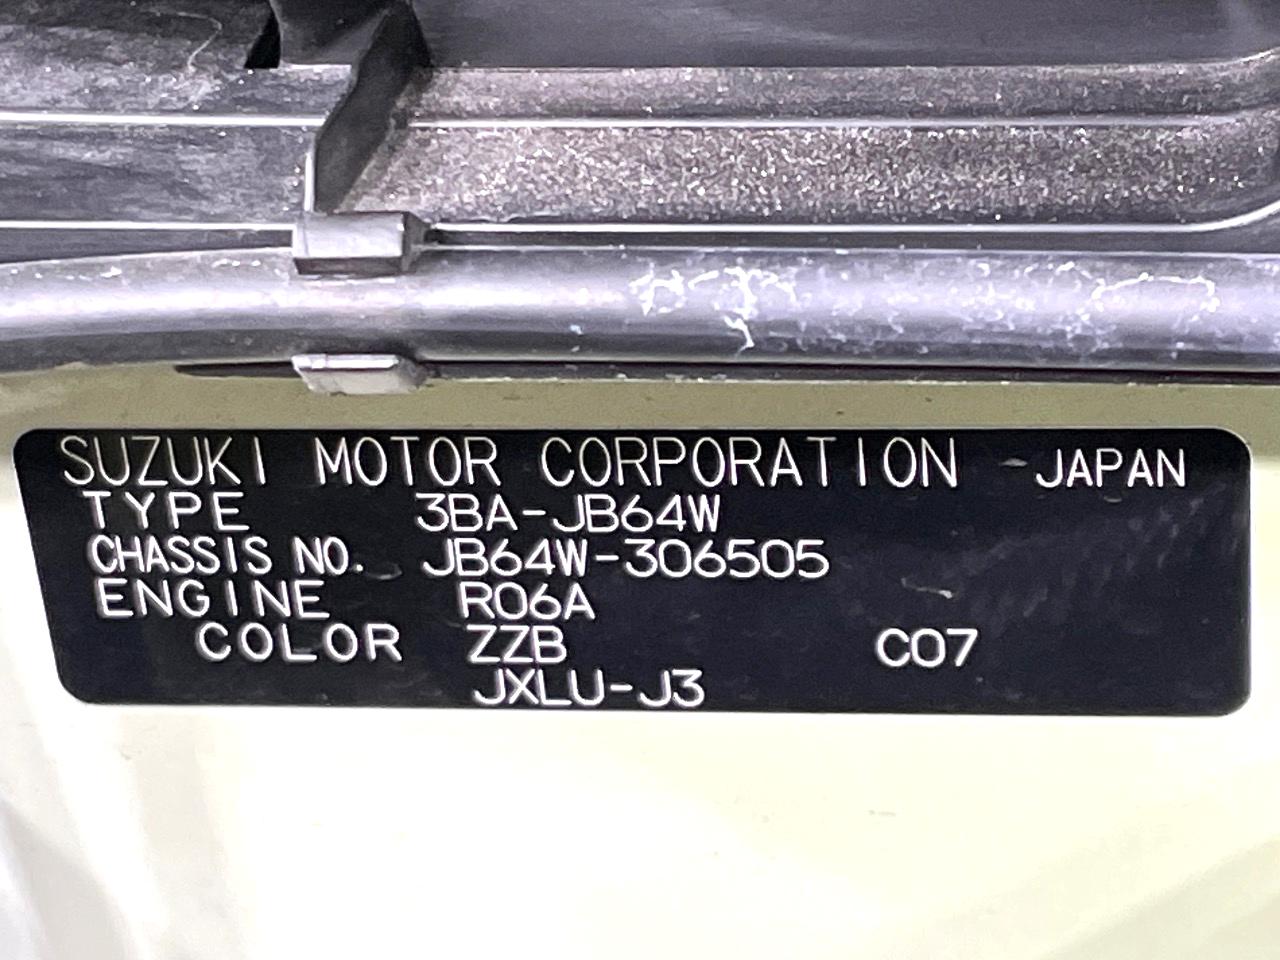 SUZUKI MOTOR CORPORATION JAPAN
TYPE 3BA-JB64W
CHASSIS NO. JB64W-306505
ENGINE R06A
COLOR ZZB C07
JXLU-J3